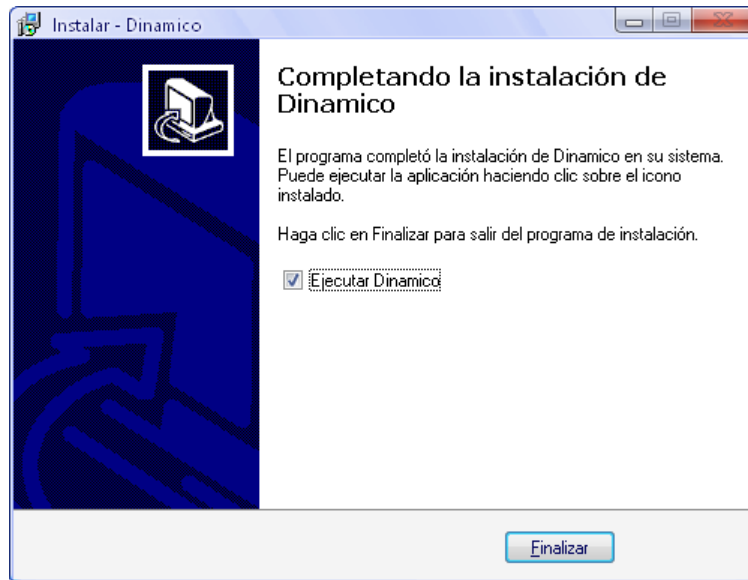 Instalar - Dinamico
Completando la instalación de
Dinamico
El programa completó la instalación de Dinamico en su sistema.
Puede ejecutar la aplicación haciendo clic sobre el icono
instalado.
Haga clic en Finalizar para salir del programa de instalación.
Ejecutar Dinamico
Finalizar